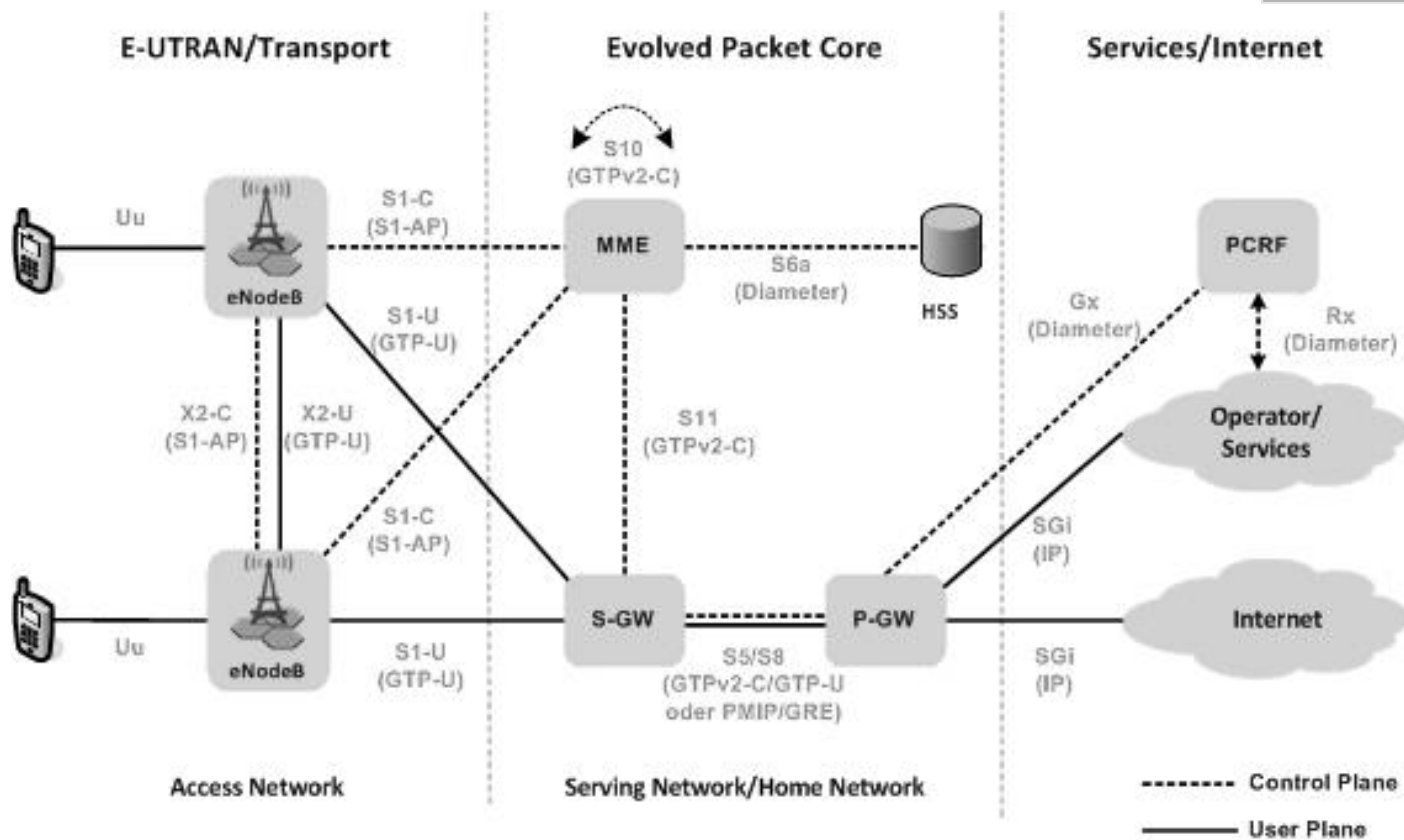 E-UTRAN/Transport
Evolved Packet Core
Services/Internet
S10
(GTPv2-C)
Uu
S1-C
(S1-AP)
eNodeB
MME
S6a
(Diameter)
HSS
PCRF
Gx
(Diameter)
Rx
(Diameter)
S1-U
(GTP-U)
X2-C
(S1-AP)
X2-U
(GTP-U)
S11
(GTPv2-C)
Operator/
Services
S1-C
(S1-AP)
SGi
(IP)
Uu
eNodeB
S1-U
(GTP-U)
S-GW
S5/S8
(GTPv2-C/GTP-U
oder PMIP/GRE)
P-GW
SGi
(IP)
Internet
Access Network
Serving Network/Home Network
Control Plane
User Plane